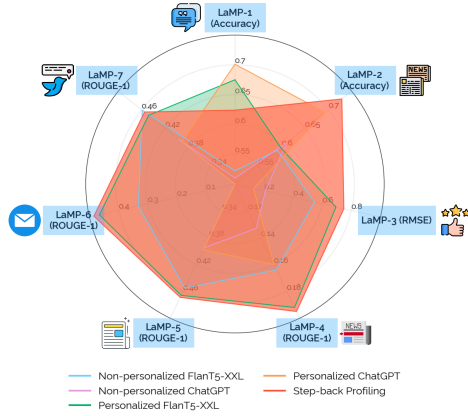 LaMP-1
(Accuracy)
LaMP-7
(ROUGE-1)
LaMP-2
(Accuracy)
NEWS
0.7
0.7
0.46
0.65
0.65
0.42
0.6
0.6
0.38
0.55
0.34
LaMP-6
(ROUGE-1)
0.4
0.3
0.2
0.1
0.2
0.4
0.6
0.8
LaMP-3 (RMSE)
0.34
0.12
0.14
0.42
0.16
0.46
0.18
LaMP-5
(ROUGE-1)
LaMP-4
(ROUGE-1)
NEWS
Non-personalized FlanT5-XXL
Non-personalized ChatGPT
Personalized FlanT5-XXL
Personalized ChatGPT
Step-back Profiling